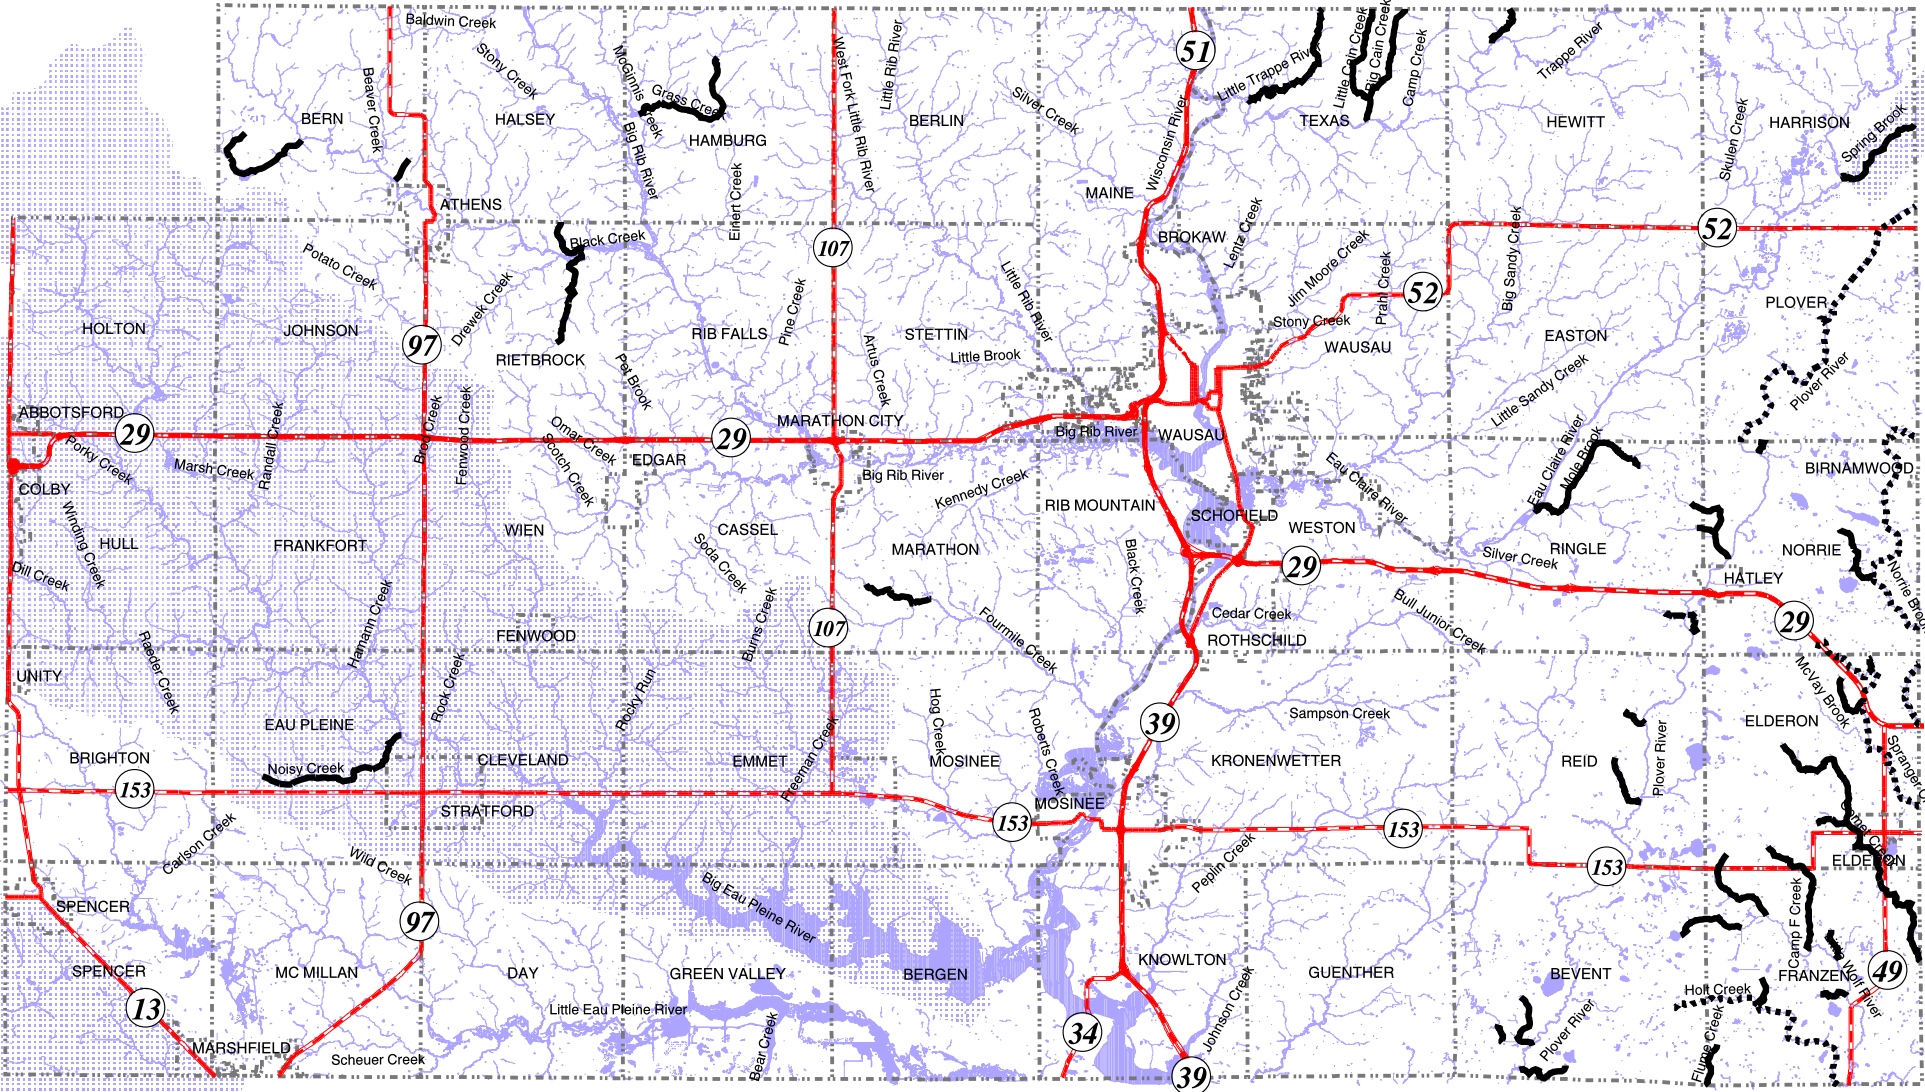 Baldwin Creek
51
Stony Creek
McGinnis Creek
West Fork Little Rib River
Little Rib River
Little Cain Creek
Big Cain Creek
Camp Creek
Trappe River
Beaver Creek
Grass Creek
Silver Creek
Little Trappe River
BERN
HALSEY
HAMBURG
BERLIN
TEXAS
HEWITT
HARRISON
Skulen Creek
Spring Brook
Big Rib River
Wisconsin River
MAINE
Einert Creek
ATHENS
Potato Creek
Black Creek
107
BROKAW
Lentz Creek
Jim Moore Creek
Prahl Creek
Big Sandy Creek
52
52
Little Rib River
Drewek Creek
Pine Creek
PLOVER
HOLTON
JOHNSON
97
RIETBROCK
RIB FALLS
STETTIN
Stony Creek
WAUSAU
EASTON
Pet Brook
Artus Creek
Little Brook
Little Sandy Creek
Plover River
ABBOTSFORD
29
Randall Creek
Brod Creek
Fenwood Creek
Omar Creek
Scotch Creek
29
MARATHON CITY
Big Rib River
WAUSAU
Porky Creek
Marsh Creek
EDGAR
Big Rib River
Kennedy Creek
Eau Claire River
Eau Claire River
Mole Brook
BIRNAMWOOD
COLBY
Winding Creek
HULL
FRANKFORT
WIEN
CASSEL
MARATHON
RIB MOUNTAIN
SCHOFIELD
WESTON
RINGLE
NORRIE
Dill Creek
Soda Creek
Black Creek
29
Silver Creek
HATLEY
Norrie Brook
Hamann Creek
Burns Creek
107
Fourmile Creek
Cedar Creek
ROTHSCHILD
Bull Junior Creek
29
FENWOOD
UNITY
Raeder Creek
Rock Creek
Rocky Run
McVay Brook
EAU PLEINE
Hog Creek
Roberts Creek
39
Sampson Creek
ELDERON
BRIGHTON
Noisy Creek
CLEVELAND
EMMET
Freeman Creek
MOSINEE
KRONENWETTER
REID
Plover River
153
STRATFORD
153
MOSINEE
153
153
ELDERON
Carlson Creek
Wild Creek
Big Eau Pleine River
Peplin Creek
SPENCER
97
Camp F Creek
SPENCER
MC MILLAN
DAY
GREEN VALLEY
BERGEN
KNOWLTON
GUENTHER
BEVENT
FRANZEN
49
13
Little Eau Pleine River
Holt Creek
MARSHFIELD
Scheuer Creek
Bear Creek
34
Johnson Creek
Plover River
Flume Creek
39